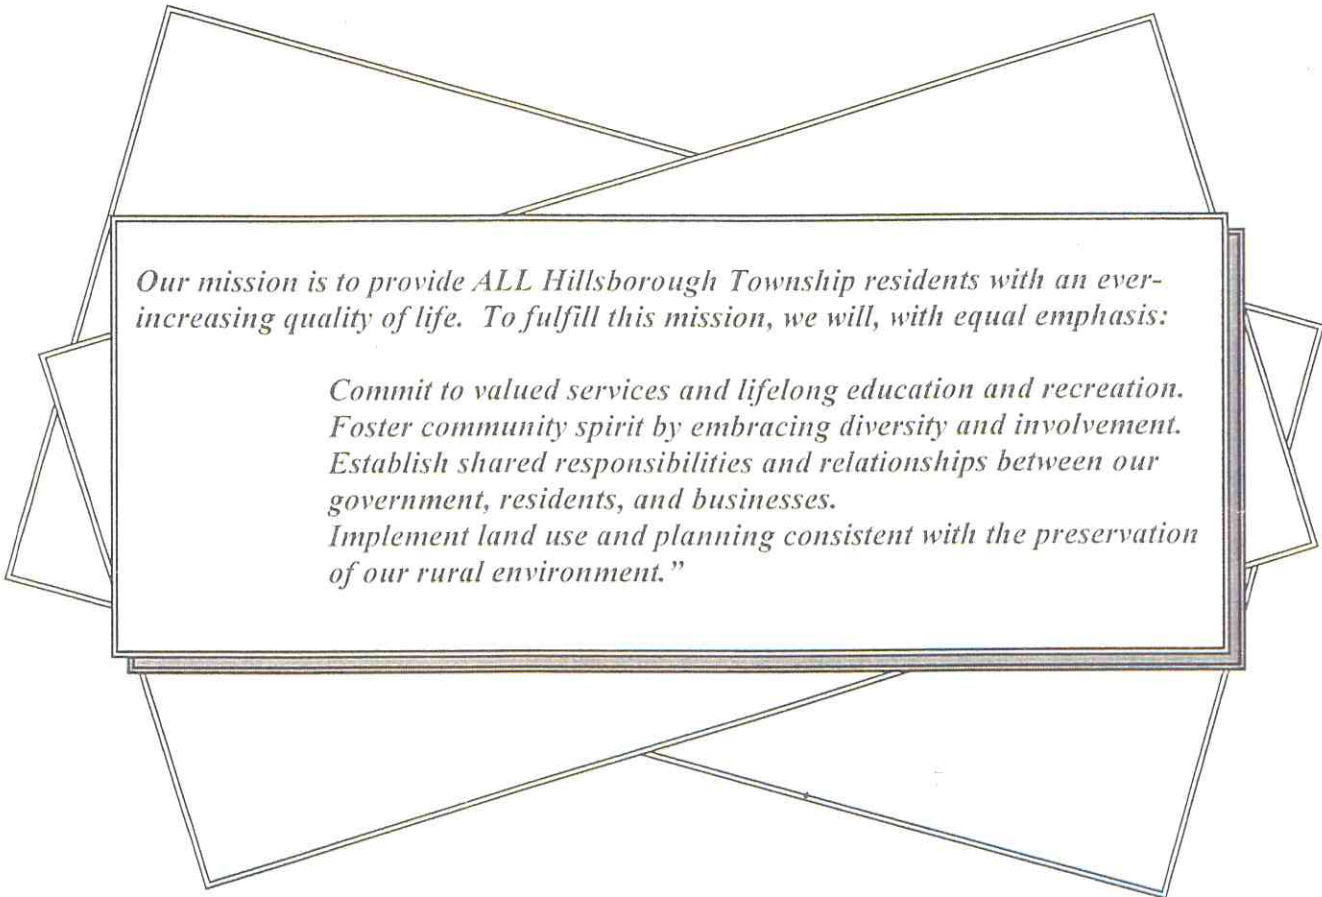 Our mission is to provide ALL Hillsborough Township residents with an ever-
increasing quality of life. To fulfill this mission, we will, with equal emphasis:
Commit to valued services and lifelong education and recreation.
Foster community spirit by embracing diversity and involvement.
Establish shared responsibilities and relationships between our
government, residents, and businesses.
Implement land use and planning consistent with the preservation
of our rural environment.”